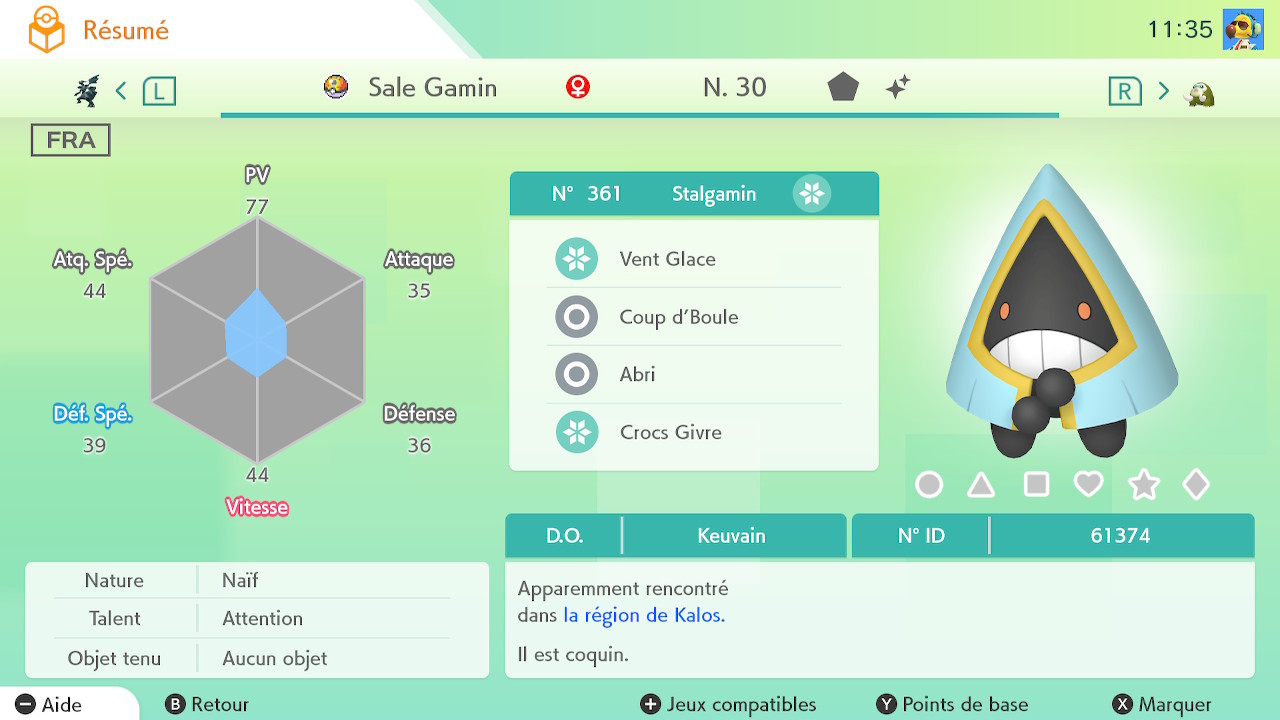 Résumé
11:35
L
Sale Gamin
N. 30
R
FRA
PV
77
Atq. Spé.
44
Attaque
35
Déf. Spé.
39
Défense
36
44
Vitesse
N° 361 Stalgamin
Vent Glace
Coup d'Boule
Abri
Crocs Givre
D.O. Keuvain
N° ID 61374
Nature Naïf
Talent Attention
Objet tenu Aucun objet
Apparemment rencontré
dans la région de Kalos.
Il est coquin.
Aide
B Retour
Jeux compatibles
Y Points de base
X Marquer